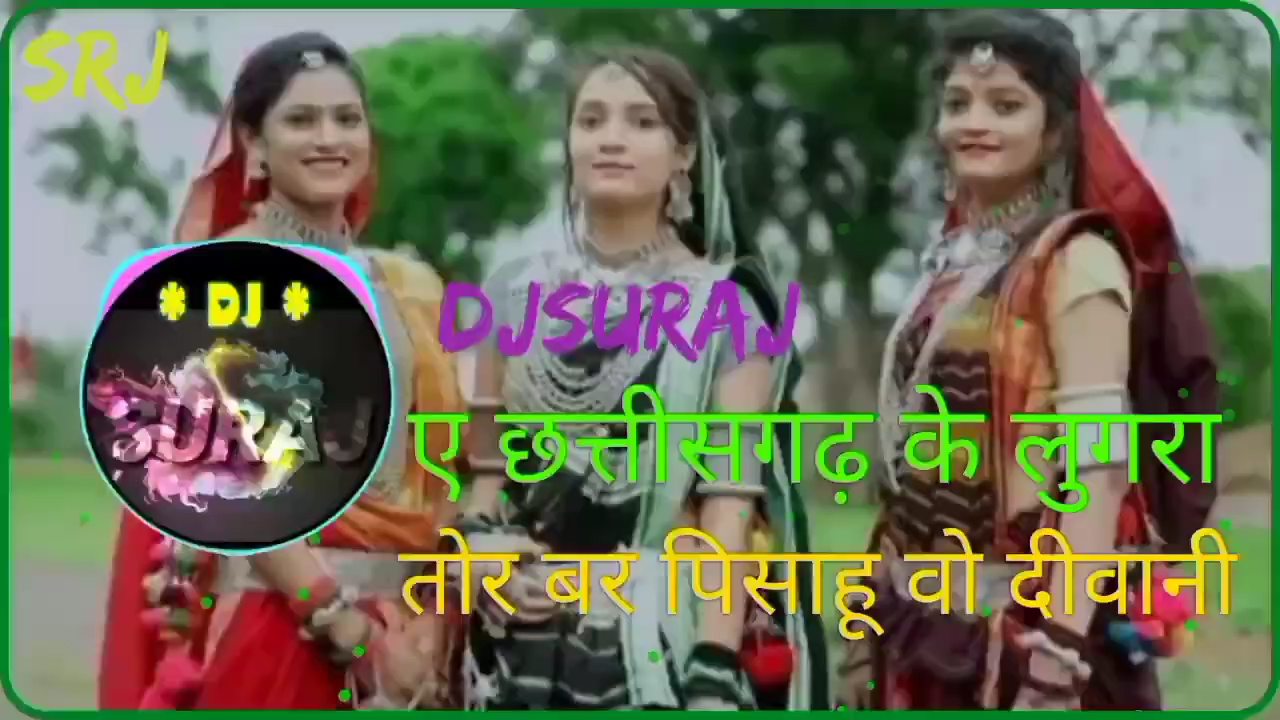 SRJ
* DJ *
SURAJ
DJSURAJ
ए छत्तीसगढ़ के लुगरा
तोर बर पिसाहू वो दीवानी